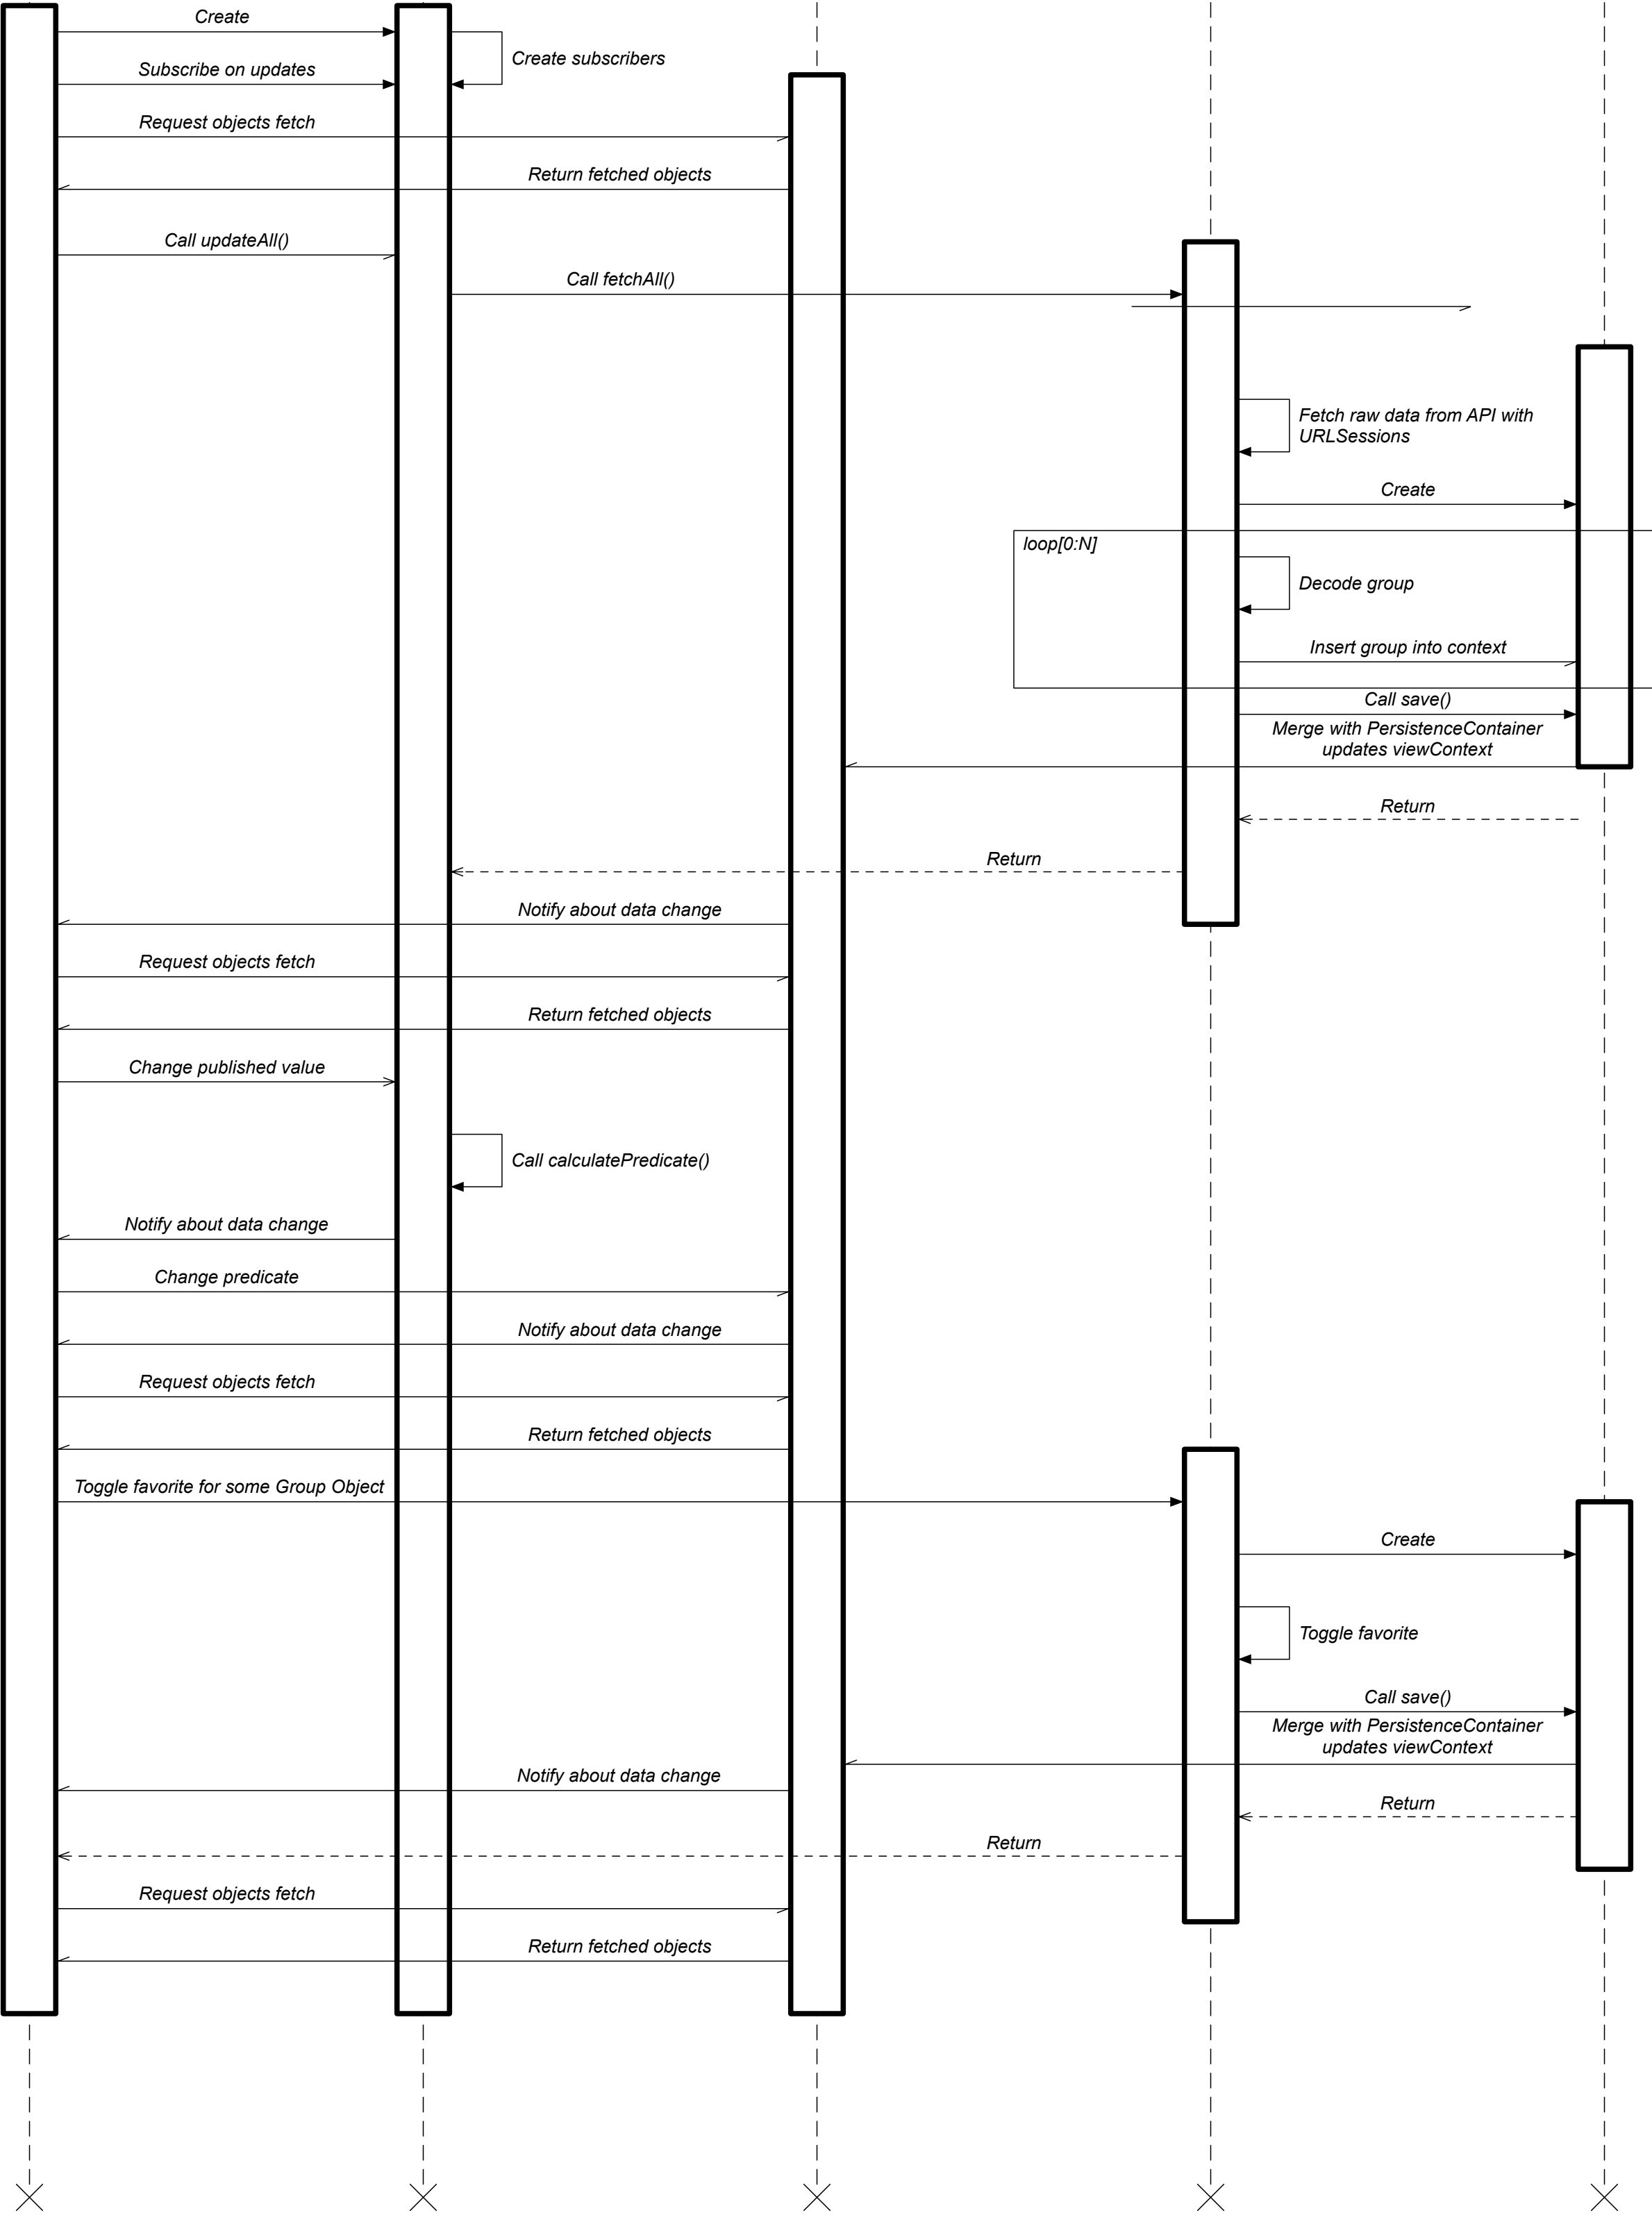 Create
Create subscribers
Subscribe on updates
Request objects fetch
Return fetched objects
Call updateAll()
Call fetchAll()
Fetch raw data from API with
URLSessions
Create
loop[0:N]
Decode group
Insert group into context
Call save()
Merge with PersistenceContainer
updates viewContext
Return
Return
Notify about data change
Request objects fetch
Return fetched objects
Change published value
Call calculatePredicate()
Notify about data change
Change predicate
Notify about data change
Request objects fetch
Return fetched objects
Toggle favorite for some Group Object
Create
Toggle favorite
Call save()
Merge with PersistenceContainer
updates viewContext
Notify about data change
Return
Return
Request objects fetch
Return fetched objects